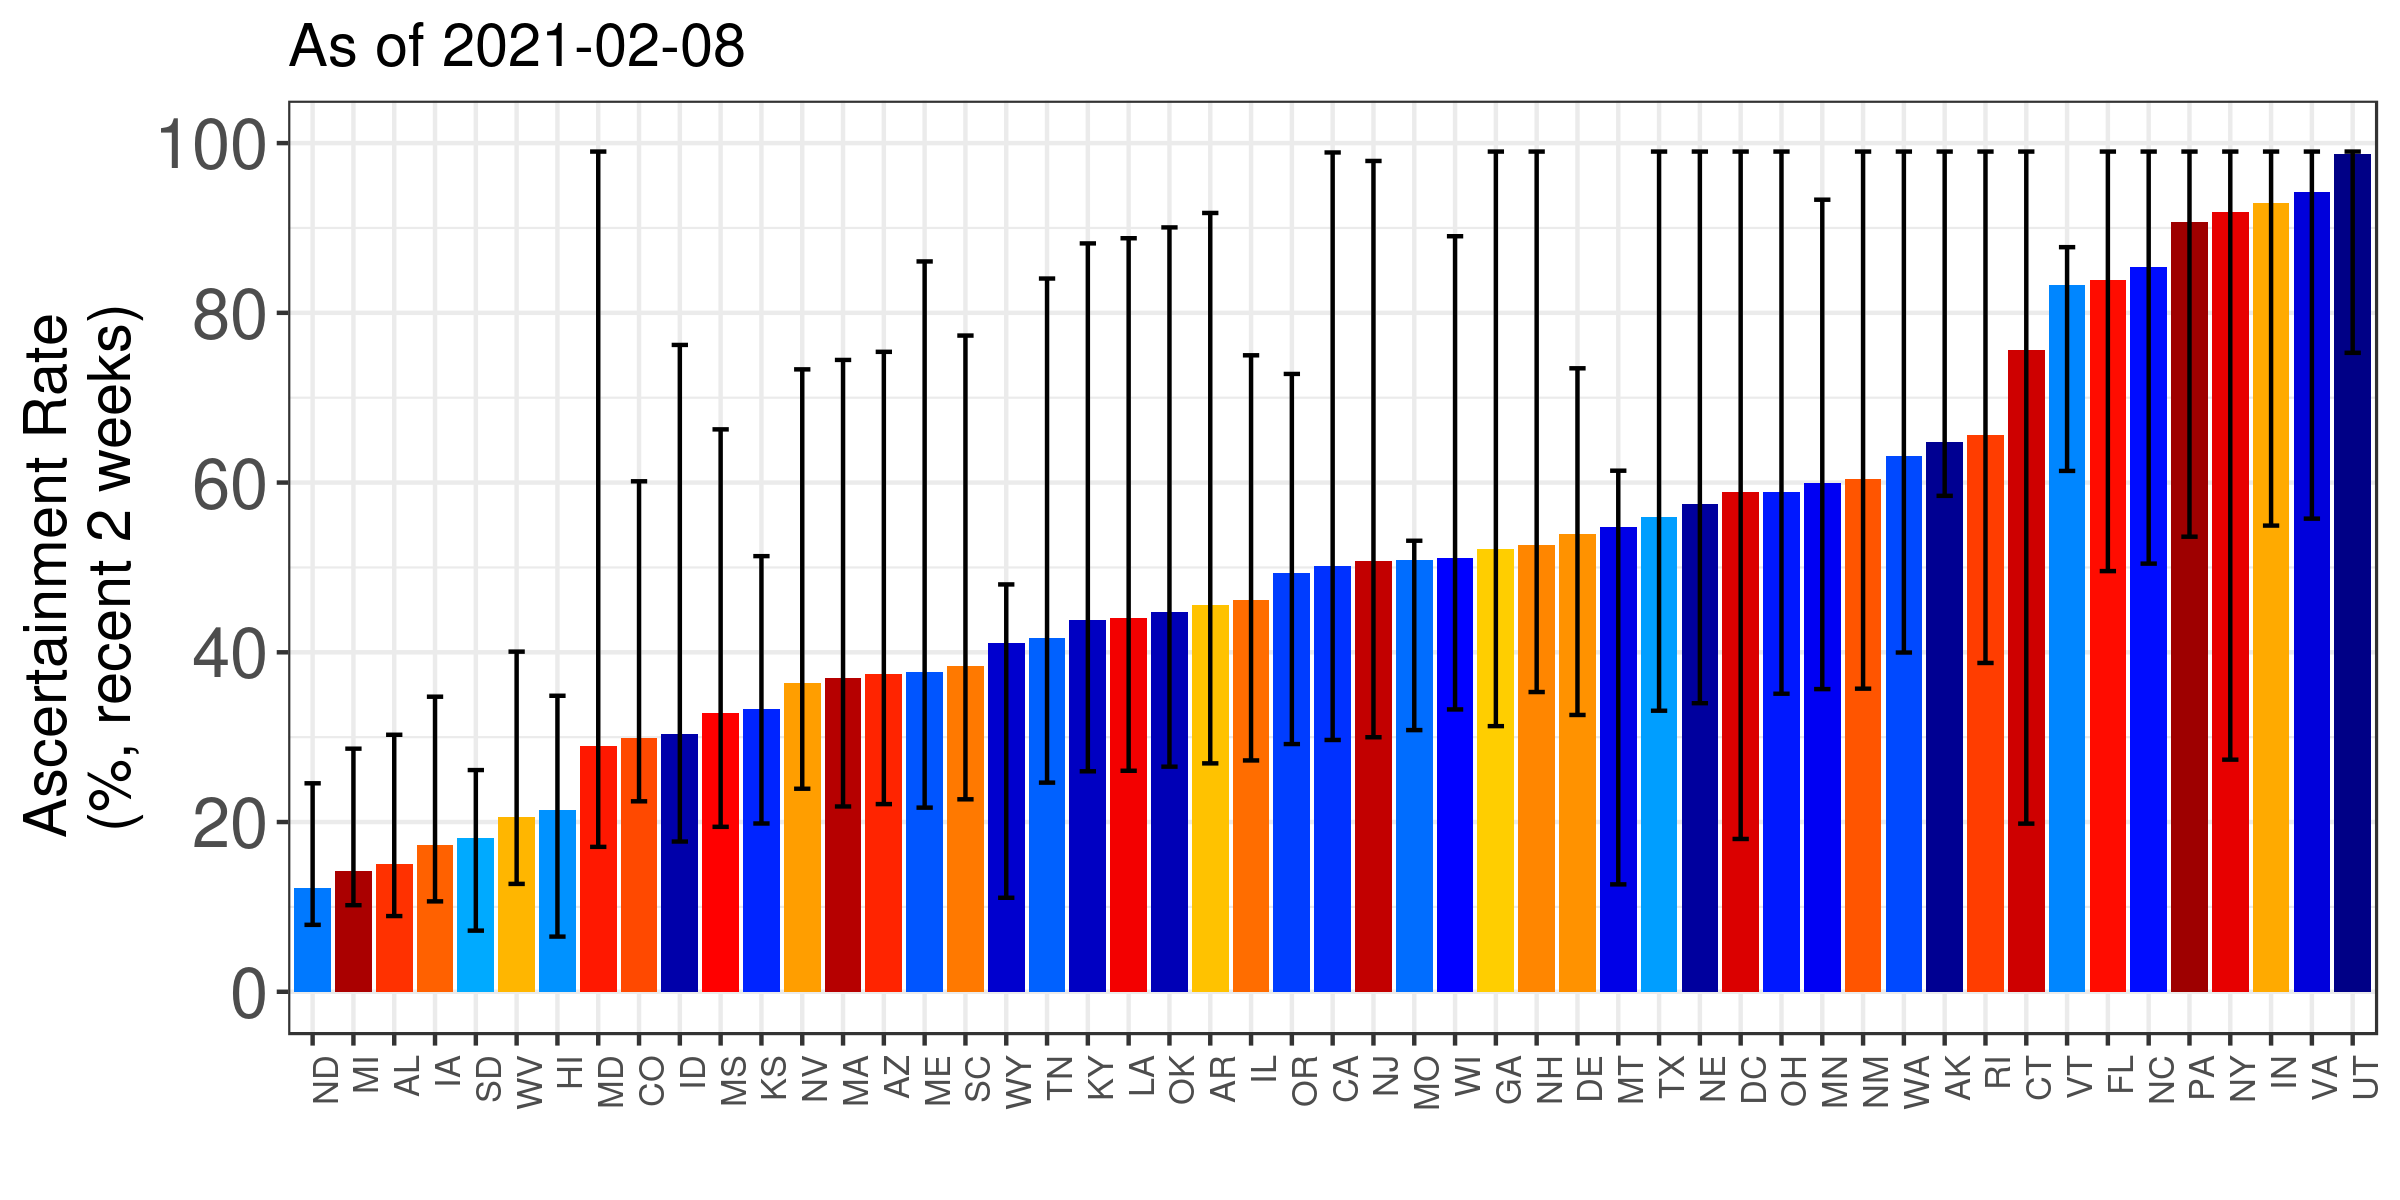 As of 2021-02-08
Ascertainment Rate
(%, recent 2 weeks)
100
80
60
40
20
0
ND MI AL IA SD WV HI MD CO ID MS KS NV MA AZ ME SC WY TN KY LA OK AR IL OR CA NJ MO WI GA NH DE MT TX NE DC OH MN NM WA AK RI CT VT FL NC PA NY IN VA UT